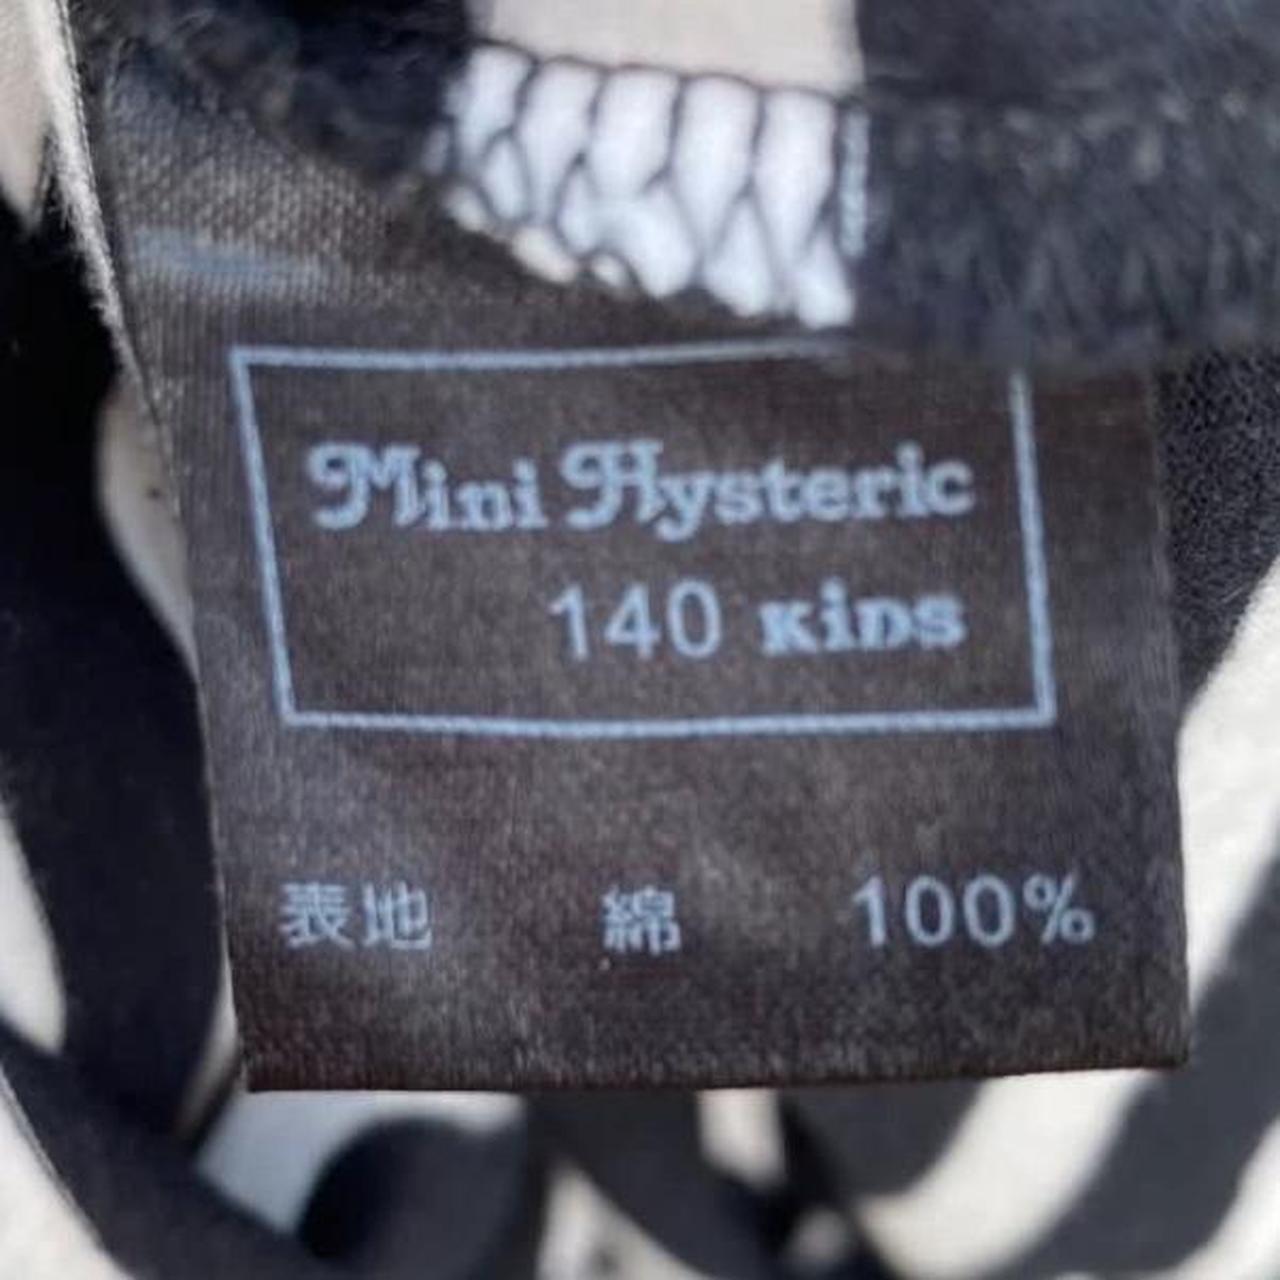 Mini Hysteric
140 KiDS
表地 綿 100%